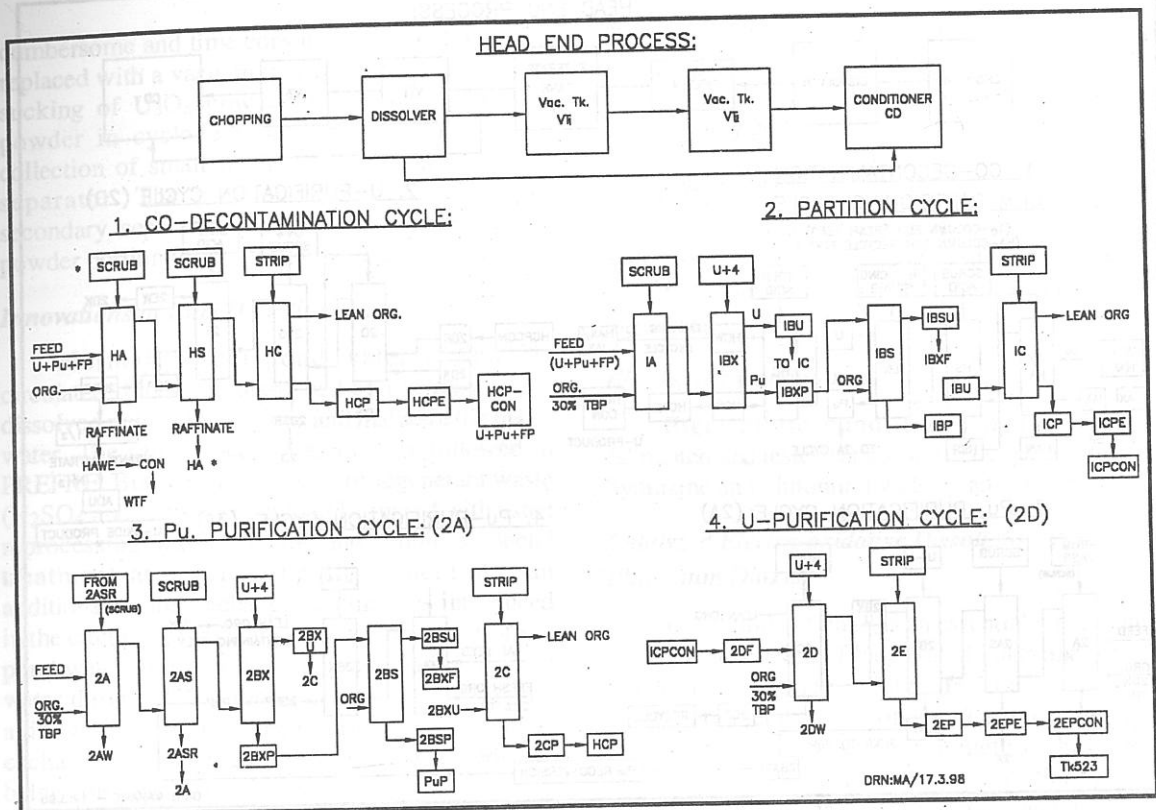 HEAD END PROCESS:
CHOPPING
DISSOLVER
Vac. Tk.
Vac. Tk.
CONDITIONER
CD
1. CO-DECONTAMINATION CYCLE:
* SCRUB
SCRUB
STRIP
HA
HS
HC
LEAN ORG.
FEED
U+Pu+FP
ORG.
HCP
HCPE
HCP-
CON
U+Pu+FP
RAFFINATE
RAFFINATE
HAWE
CON
HA *
WTF
2. PARTITION CYCLE:
SCRUB
U+4
STRIP
IA
IBX
U
IBU
TO IC
Pu
IBXP
FEED
(U+Pu+FP)
ORG.
30% TBP
ORG
IBS
IBSU
IBXF
IBU
IBP
IC
LEAN ORG
ICP
ICPE
ICPCON
3. Pu. PURIFICATION CYCLE: (2A)
FROM
2ASR
(SCRUB)
SCRUB
U+4
STRIP
2A
2AS
2BX
2BX
U
2C
ORG
2BS
2BSU
2BXF
2BXU
2C
LEAN ORG
FEED
ORG.
30%
TBP
2AW
2ASR
2A
2BXP
2BSP
PuP
2CP
HCP
4. U-PURIFICATION CYCLE: (2D)
U+4
STRIP
ICPCON
2DF
2D
2E
ORG
30%
TBP
2DW
2EP
2EPE
2EPCON
Tk523
DRN:MA/17.3.98